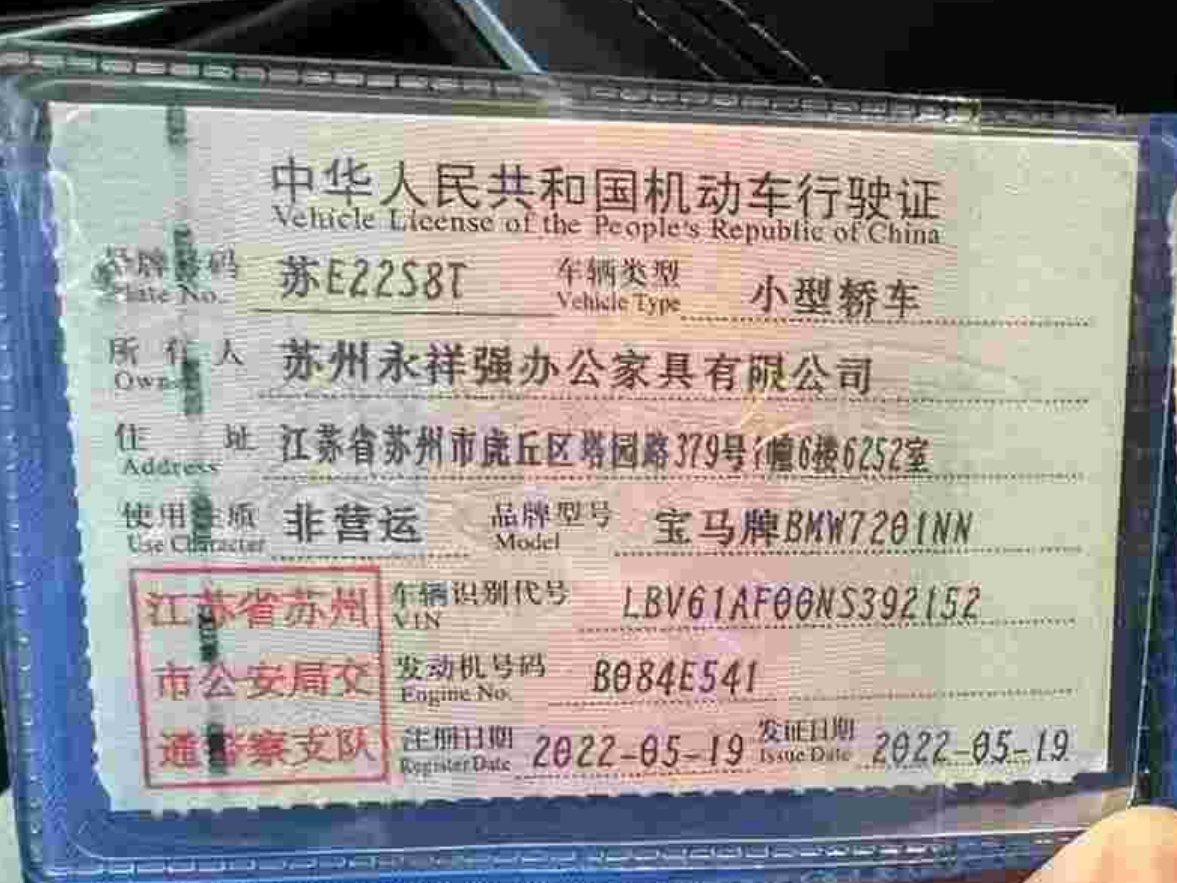 中华人民共和国机动车行驶证
Vehicle License of the People's Republic of China
号牌号码 苏E22S8T 车辆类型 小型轿车
Plate No. Vehicle Type
所有人 苏州永祥强办公家具有限公司
Owner
住址 江苏省苏州市虎丘区塔园路379号 幢6楼6252室
Address
使用性质 非营运 品牌型号 宝马牌BMW7201NN
Use Character Model
江苏省苏州 车辆识别代号 LBV61AF00NS392152
VIN
市公安局交 发动机号码 B084E541
Engine No.
通警察支队 注册日期 2022-05-19 发证日期 2022-05-19
Register Date Issue Date